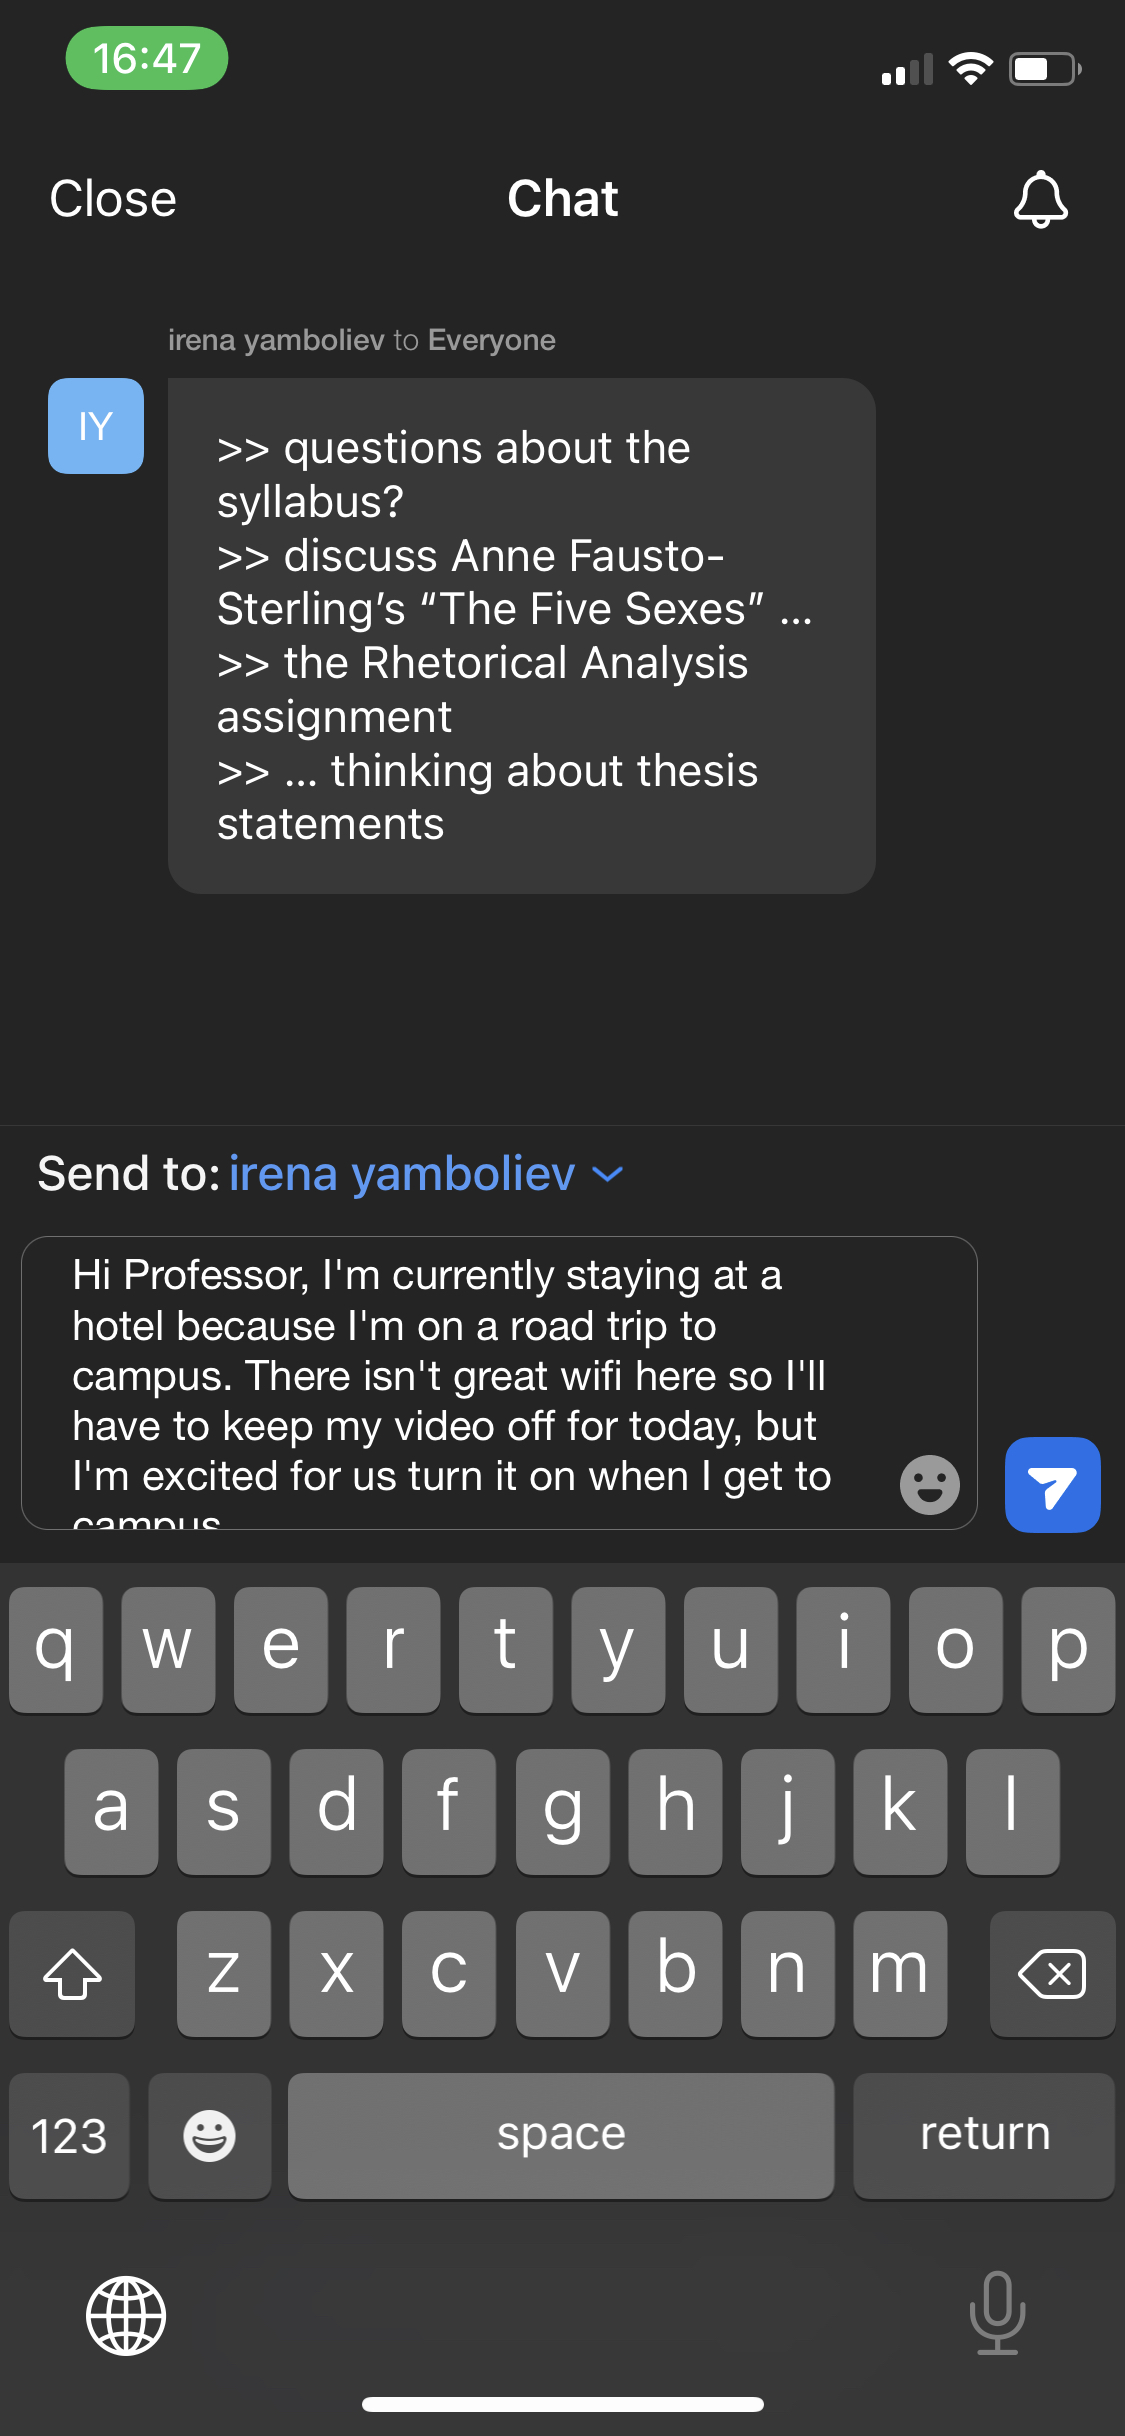 16:47
Close
Chat
irena yamboliev to Everyone
IY
>> questions about the
syllabus?
>> discuss Anne Fausto-
Sterling’s “The Five Sexes” ...
>> the Rhetorical Analysis
assignment
>> ... thinking about thesis
statements
Send to: irena yamboliev
Hi Professor, I'm currently staying at a
hotel because I'm on a road trip to
campus. There isn't great wifi here so I'll
have to keep my video off for today, but
I'm excited for us turn it on when I get to
campus
q w e r t y u i o p
a s d f g h j k l
z x c v b n m
123 space return